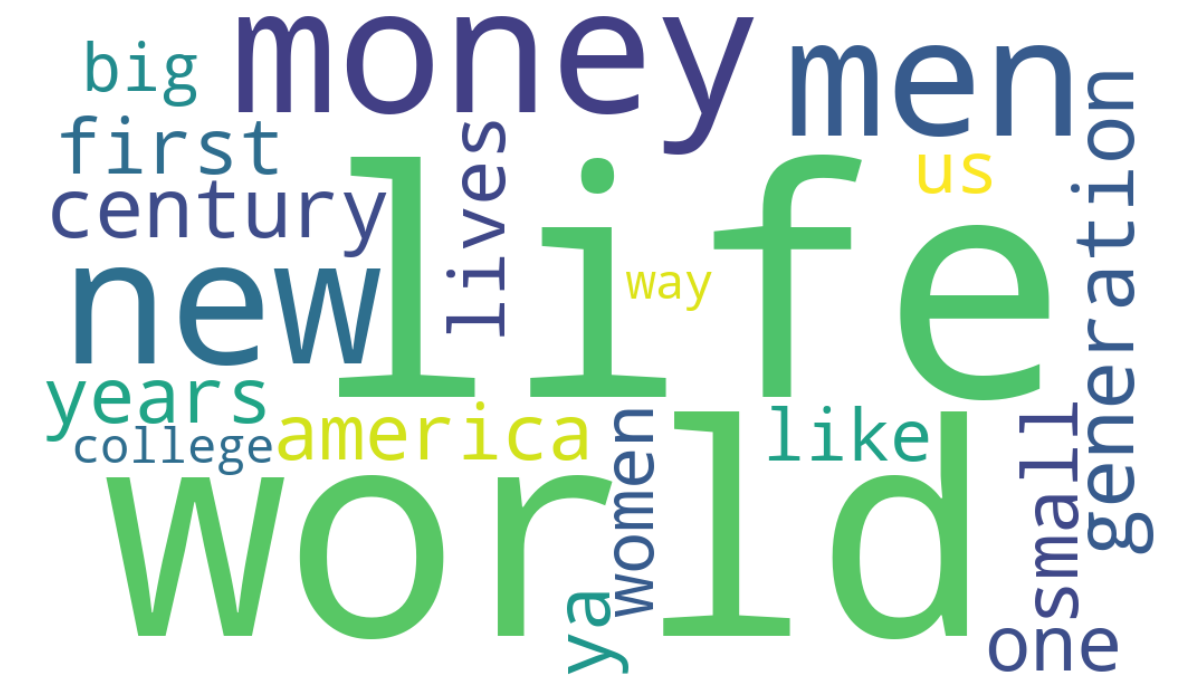 big
money
men
first
us
lives
generation
century
life
new
way
years
america
like
small
college
women
world
ya
one